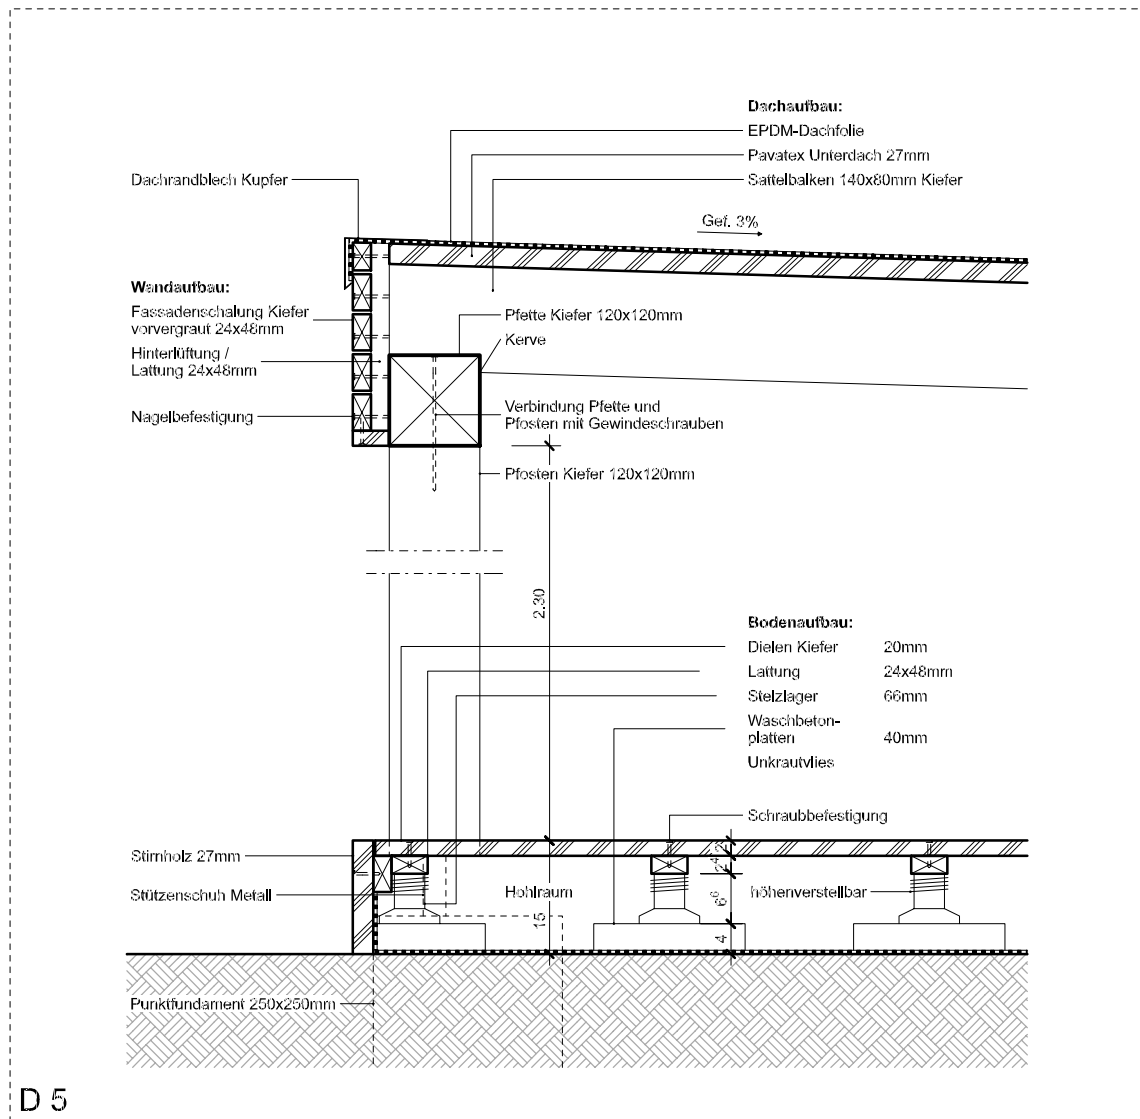 Dachaufbau:
EPDM-Dachfolie
Pavatex Unterdach 27mm
Sattelbalken 140x80mm Kiefer
Dachrandblech Kupfer
Gef. 3%
Wandaufbau:
Fassadenschalung Kiefer
vorvergraut 24x48mm
Hinterlüftung /
Lattung 24x48mm
Nagelbefestigung
Pfette Kiefer 120x120mm
Kerve
Verbindung Pfette und
Pfosten mit Gewindeschrauben
Pfosten Kiefer 120x120mm
2.30
Bodenaufbau:
Dielen Kiefer 20mm
Lattung 24x48mm
Stelzlager 66mm
Waschbeton-
platten 40mm
Unkrautvlies
Schraubbefestigung
Stirnholz 27mm
Stützenschuh Metall
Hohlraum
höhenverstellbar
15
2
2⁴
6⁶
4
Punktfundament 250x250mm
D 5